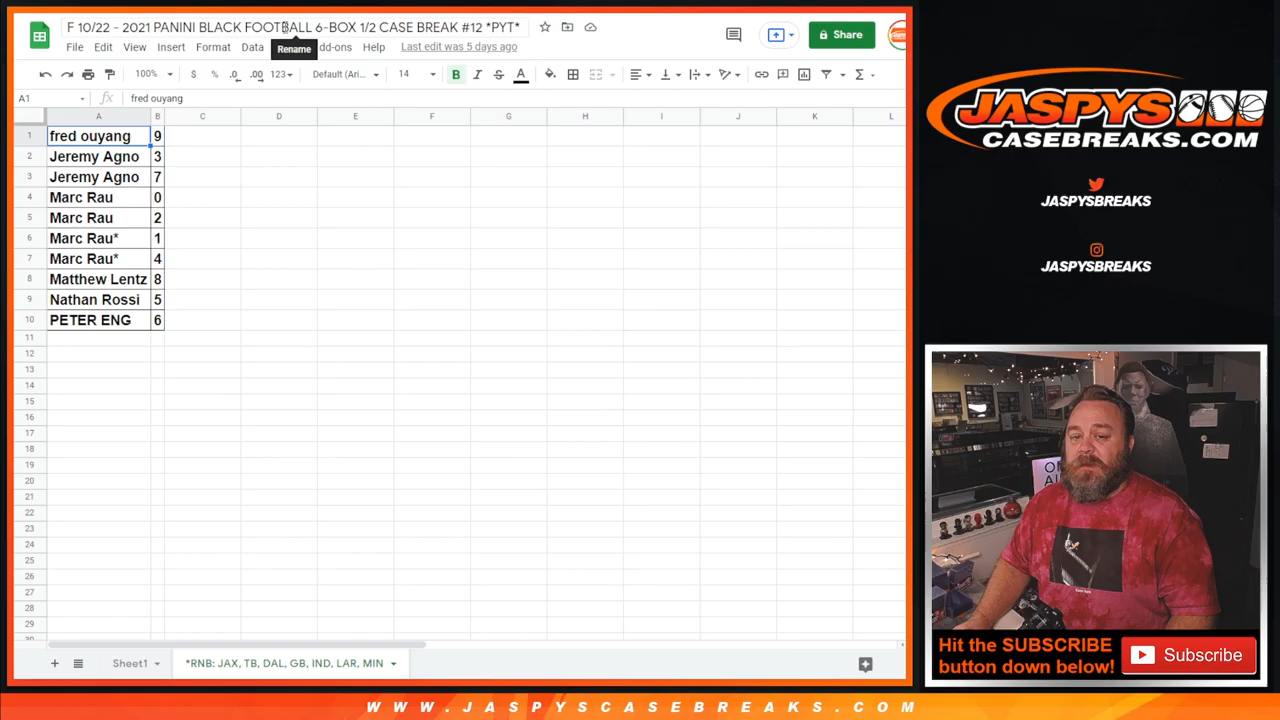 F 10/22 - 2021 PANINI BLACK FOOTBALL 6-BOX 1/2 CASE BREAK #12 *PYT*
File Edit View Insert Format Data dd-ons Help Last edit was 5 days ago
Rename
Share
100% $ % .0 .00 123 Default (Ari... 14 B I S A
A1 fx fred ouyang
A B C D E F G H I J K L
1 fred ouyang 9
2 Jeremy Agno 3
3 Jeremy Agno 7
4 Marc Rau 0
5 Marc Rau 2
6 Marc Rau* 1
7 Marc Rau* 4
8 Matthew Lentz 8
9 Nathan Rossi 5
10 PETER ENG 6
11
12
13
14
15
16
17
18
19
20
21
22
23
24
25
26
27
28
29
30
Sheet1 *RNB: JAX, TB, DAL, GB, IND, LAR, MIN
JASPYS
CASEBREAKS.COM
JASPYSBREAKS
JASPYSBREAKS
Hit the SUBSCRIBE
button down below!
Subscribe
WWW.JASPYSCASEBREAKS.COM